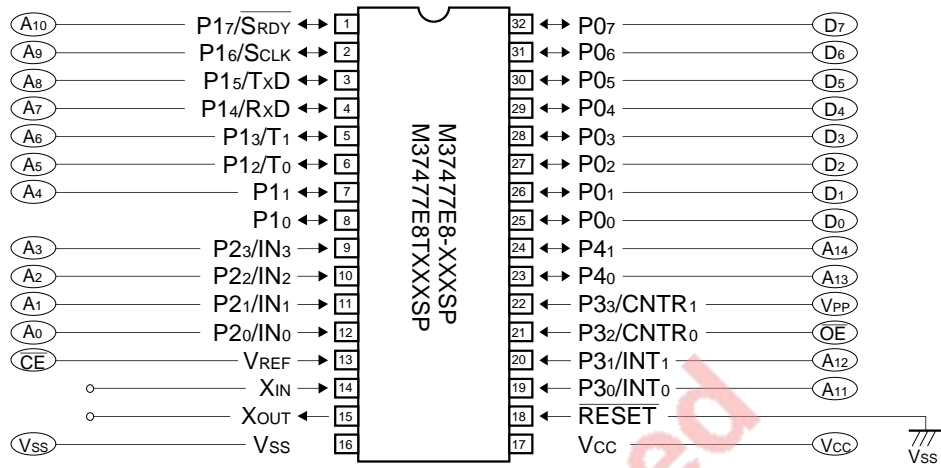 A10 P17/SRDY 1 32 P07 D7
A9 P16/SCLK 2 31 P06 D6
A8 P15/TXD 3 30 P05 D5
A7 P14/RXD 4 29 P04 D4
A6 P13/T1 5 28 P03 D3
A5 P12/T0 6 27 P02 D2
A4 P11 7 26 P01 D1
P10 8 25 P00 D0
A3 P23/IN3 9 24 P41 A14
A2 P22/IN2 10 23 P40 A13
A1 P21/IN1 11 22 P33/CNTR1 VPP
A0 P20/IN0 12 21 P32/CNTR0 OE
CE VREF 13 20 P31/INT1 A12
XIN 14 19 P30/INT0 A11
XOUT 15 18 RESET
VSS VSS 16 17 VCC VCC
VSS
M37477E8-XXXSP
M37477E8TXXXSP